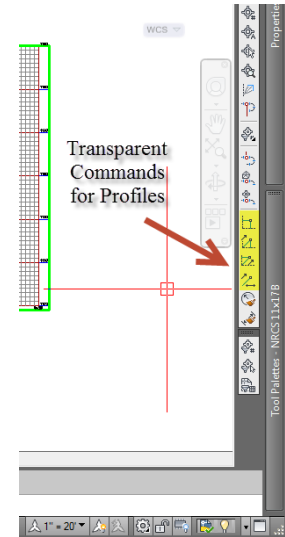 WCS
Properties
Transparent
Commands
for Profiles
Tool Palettes - NRCS 11x17B
1" = 20'